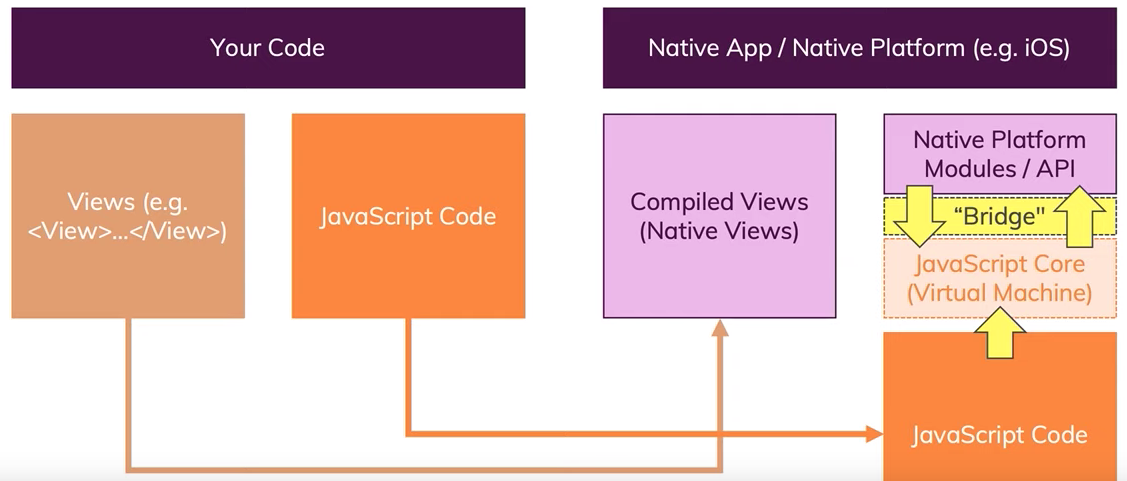 Your Code
Native App / Native Platform (e.g. iOS)
Views (e.g.
<View>...</View>)
JavaScript Code
Compiled Views
(Native Views)
Native Platform
Modules / API
“Bridge"
JavaScript Core
(Virtual Machine)
JavaScript Code